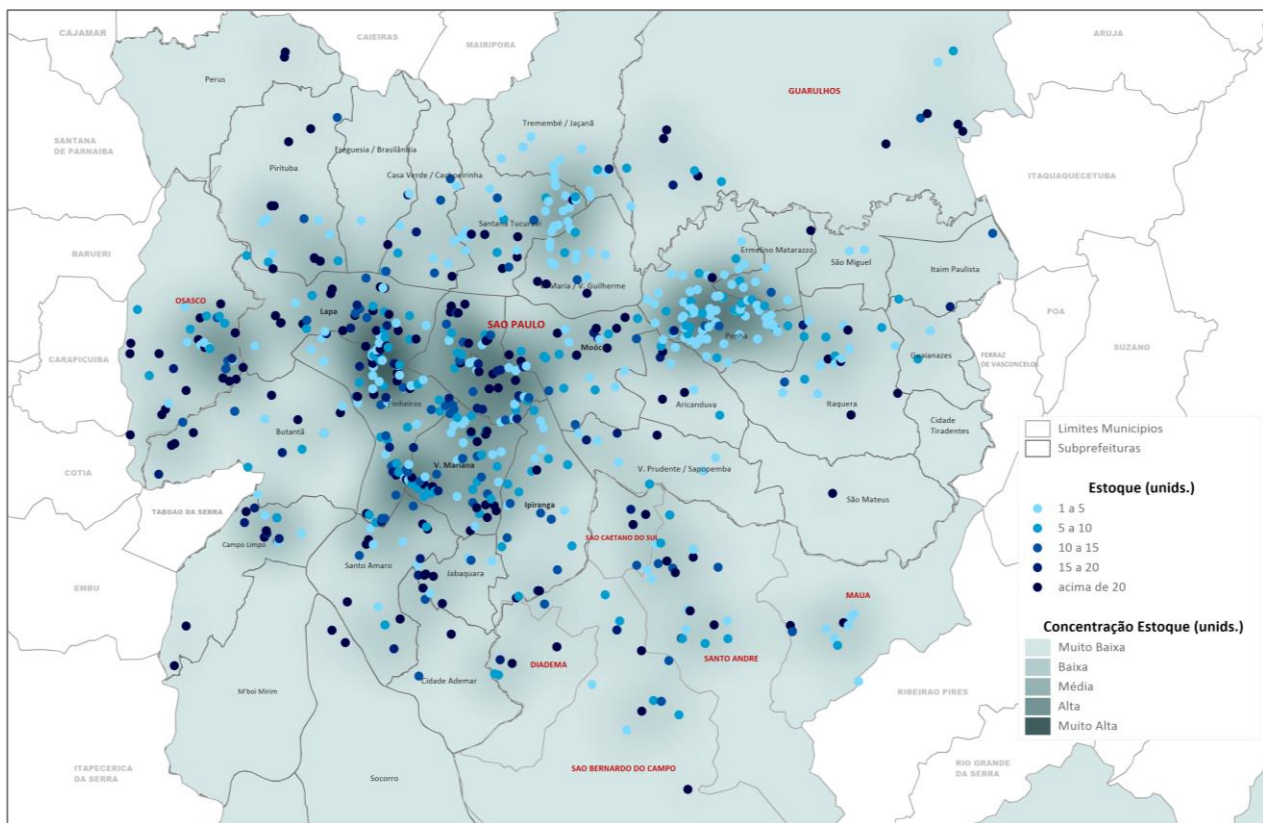 CAJAMAR
CAIEIRAS
MAIRIPORA
ARUJA
Perus
GUARULHOS
SANTANA
DE PARNAIBA
Tremembé / Jaçanã
Freguesia / Brasilândia
Pirituba
Casa Verde / Cachoeirinha
ITAQUAQUECETUBA
Santana Tucuruvi
BARUERI
Ermelino Matarazzo
São Miguel
Itaim Paulista
V. Maria / V. Guilherme
OSASCO
Lapa
SAO PAULO
POA
SUZANO
Penha
Moóca
CARAPICUIBA
Guaianazes
FERRAZ
DE VASCONCELOS
Pinheiros
Aricanduva
Itaquera
Cidade
Tiradentes
Butantã
COTIA
V. Mariana
V. Prudente / Sapopemba
São Mateus
Ipiranga
TABOAO DA SERRA
Campo Limpo
SÃO CAETANO DO SUL
Santo Amaro
Jabaquara
EMBU
MAUA
DIADEMA
SANTO ANDRE
Cidade Ademar
M'boi Mirim
RIBEIRAO PIRES
ITAPECERICA
DA SERRA
Socorro
SAO BERNARDO DO CAMPO
RIO GRANDE
DA SERRA
Limites Municipios
Subprefeituras
Estoque (unids.)
1 a 5
5 a 10
10 a 15
15 a 20
acima de 20
Concentração Estoque (unids.)
Muito Baixa
Baixa
Média
Alta
Muito Alta